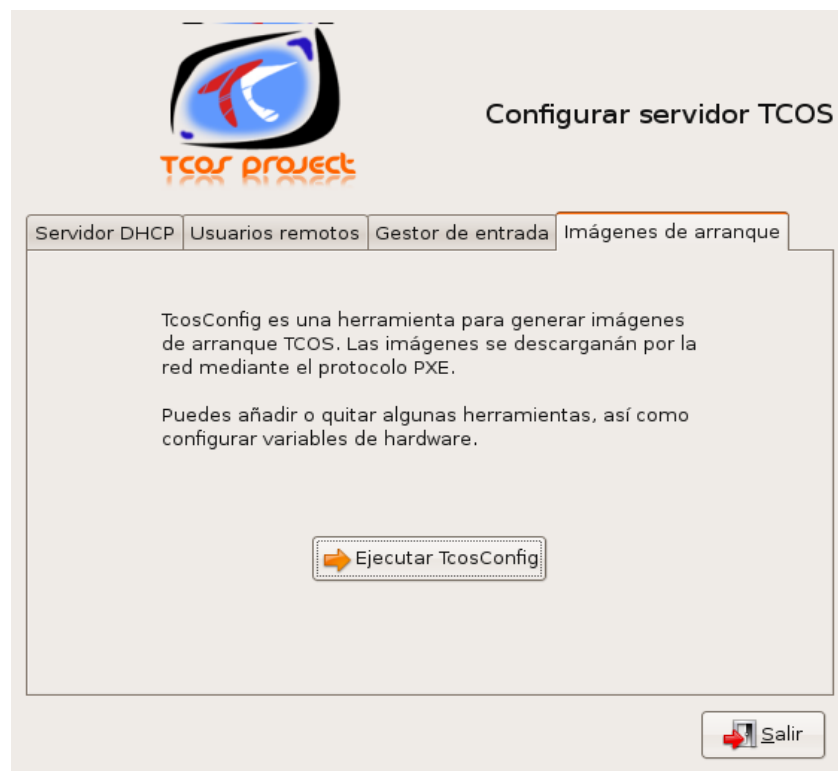 TCOS PROJECT
Configurar servidor TCOS
Servidor DHCP Usuarios remotos Gestor de entrada Imágenes de arranque
TcosConfig es una herramienta para generar imágenes
de arranque TCOS. Las imágenes se descarganán por la
red mediante el protocolo PXE.
Puedes añadir o quitar algunas herramientas, así como
configurar variables de hardware.
Ejecutar TcosConfig
Salir